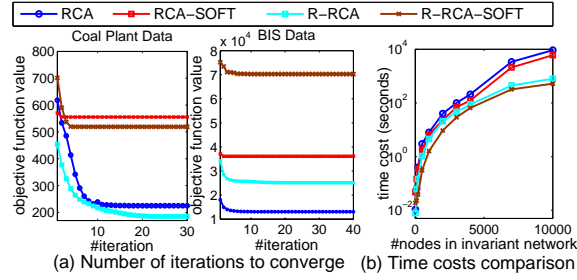 RCA RCA-SOFT R-RCA R-RCA-SOFT
Coal Plant Data
BIS Data
x 10^4
objective function value
800
700
600
500
400
300
200
0 10 20 30
#iteration
objective function value
8
7
6
5
4
3
2
1
0 20 40
#iteration
time cost (seconds)
10^4
10^2
10^0
10^-2
0 5000 10000
#nodes in invariant network
(a) Number of iterations to converge
(b) Time costs comparison